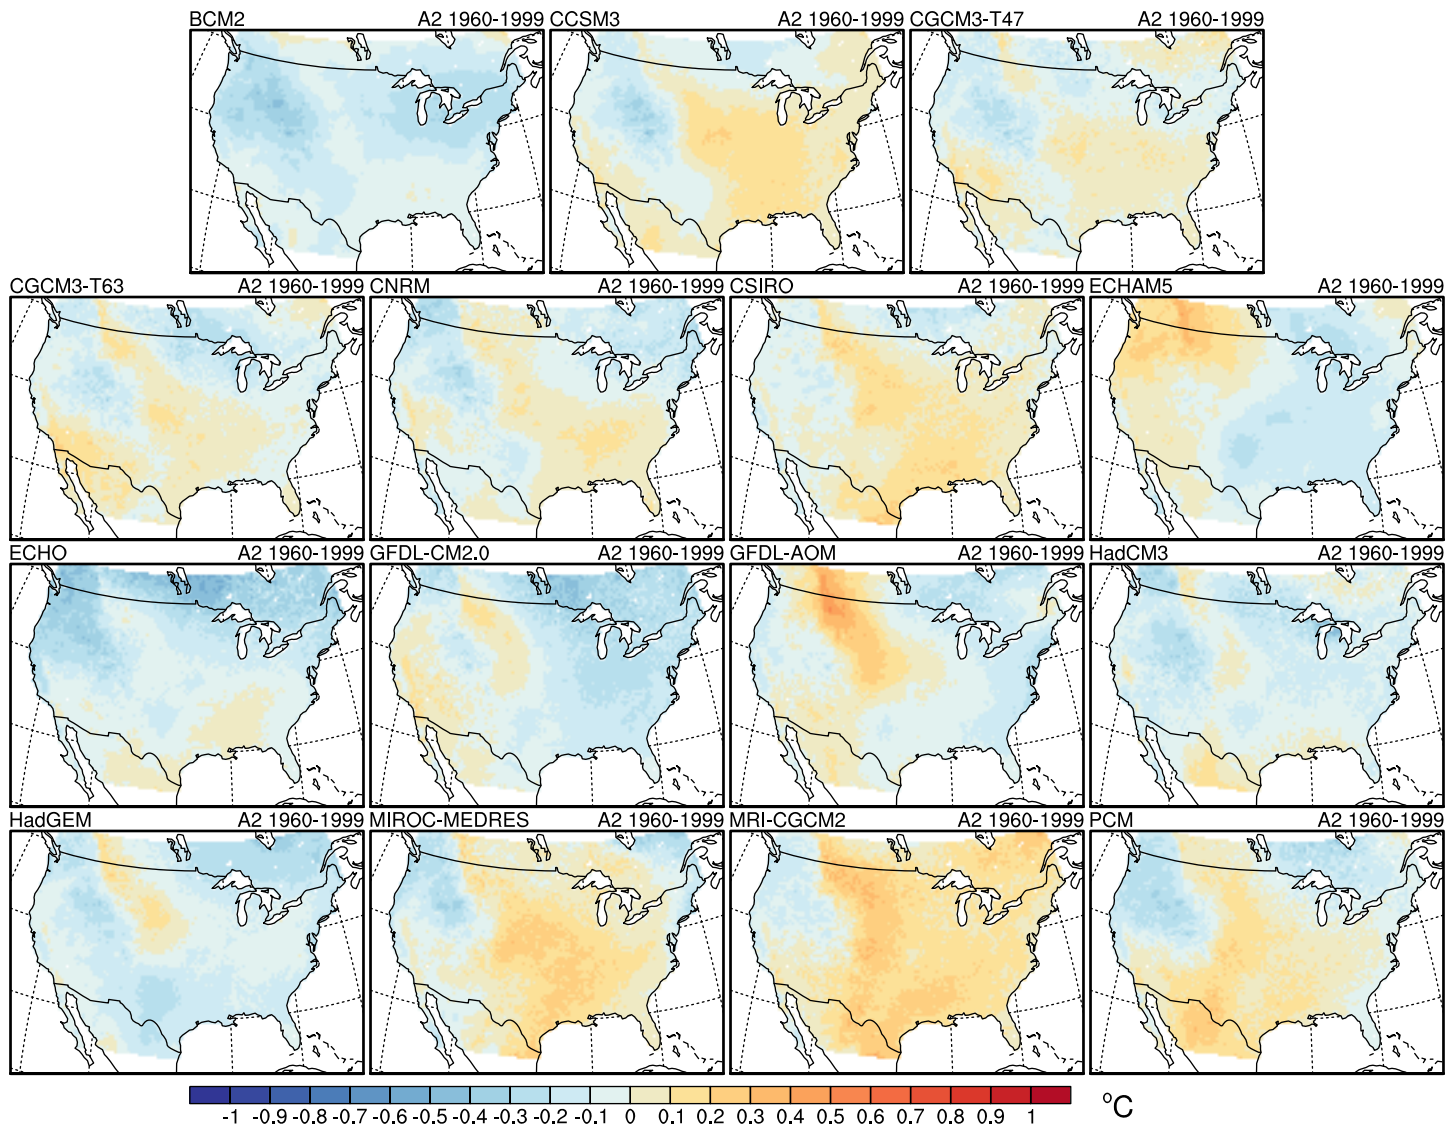 BCM2 A2 1960-1999 CCSM3 A2 1960-1999 CGCM3-T47 A2 1960-1999
CGCM3-T63 A2 1960-1999 CNRM A2 1960-1999 CSIRO A2 1960-1999 ECHAM5 A2 1960-1999
ECHO A2 1960-1999 GFDL-CM2.0 A2 1960-1999 GFDL-AOM A2 1960-1999 HadCM3 A2 1960-1999
HadGEM A2 1960-1999 MIROC-MEDRES A2 1960-1999 MRI-CGCM2 A2 1960-1999 PCM A2 1960-1999
-1 -0.9 -0.8 -0.7 -0.6 -0.5 -0.4 -0.3 -0.2 -0.1 0 0.1 0.2 0.3 0.4 0.5 0.6 0.7 0.8 0.9 1 °C